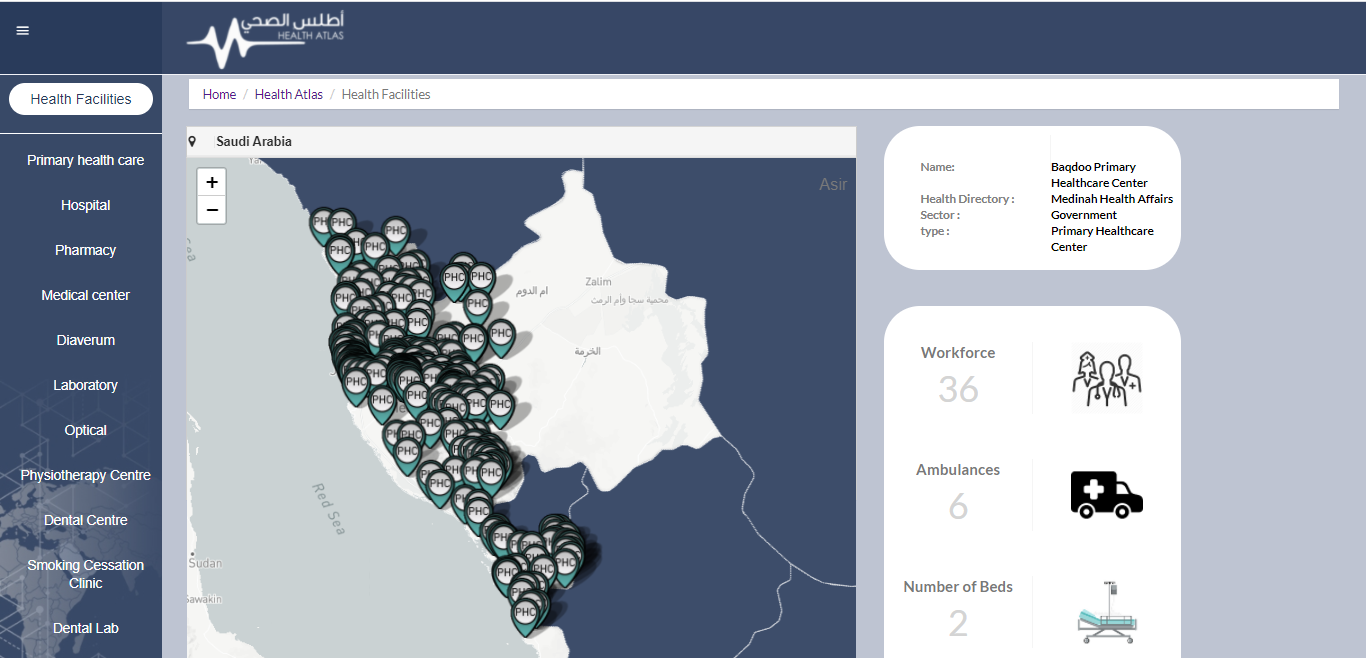 أطلس الصحي
HEALTH ATLAS
Health Facilities
Home / Health Atlas / Health Facilities
Primary health care
Hospital
Pharmacy
Medical center
Diaverum
Laboratory
Optical
Physiotherapy Centre
Dental Centre
Smoking Cessation
Clinic
Dental Lab
Saudi Arabia
+
−
Asir
PHC
Zalim
ام الدوم
محمية سجا وأم الرمث
الخرمة
Red Sea
Sudan
Sawakin
Name: Baqdoo Primary
Healthcare Center
Health Directory : Medinah Health Affairs
Sector : Government
type : Primary Healthcare
Center
Workforce
36
Ambulances
6
Number of Beds
2